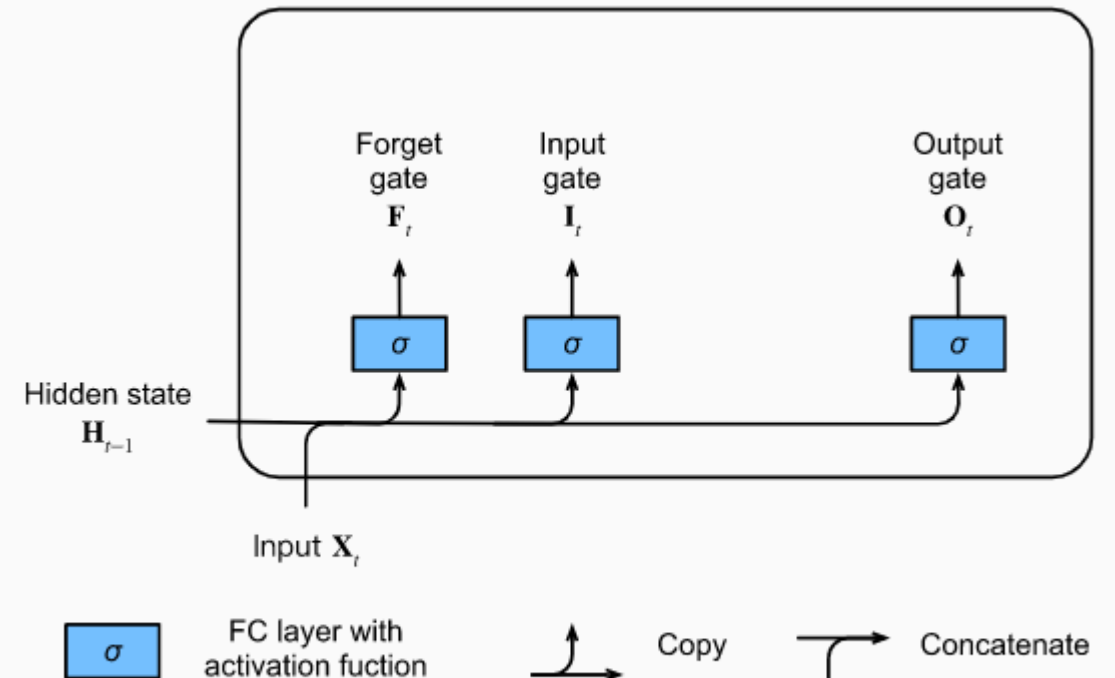 Forget
gate
F_t
Input
gate
I_t
Output
gate
O_t
σ
σ
σ
Hidden state
H_{t-1}
Input X_t
σ
FC layer with
activation fuction
Copy
Concatenate